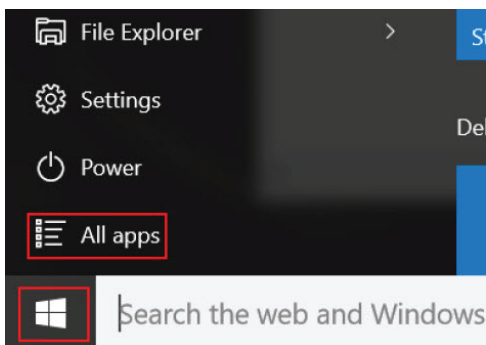 File Explorer
Settings
Power
All apps
Search the web and Windows